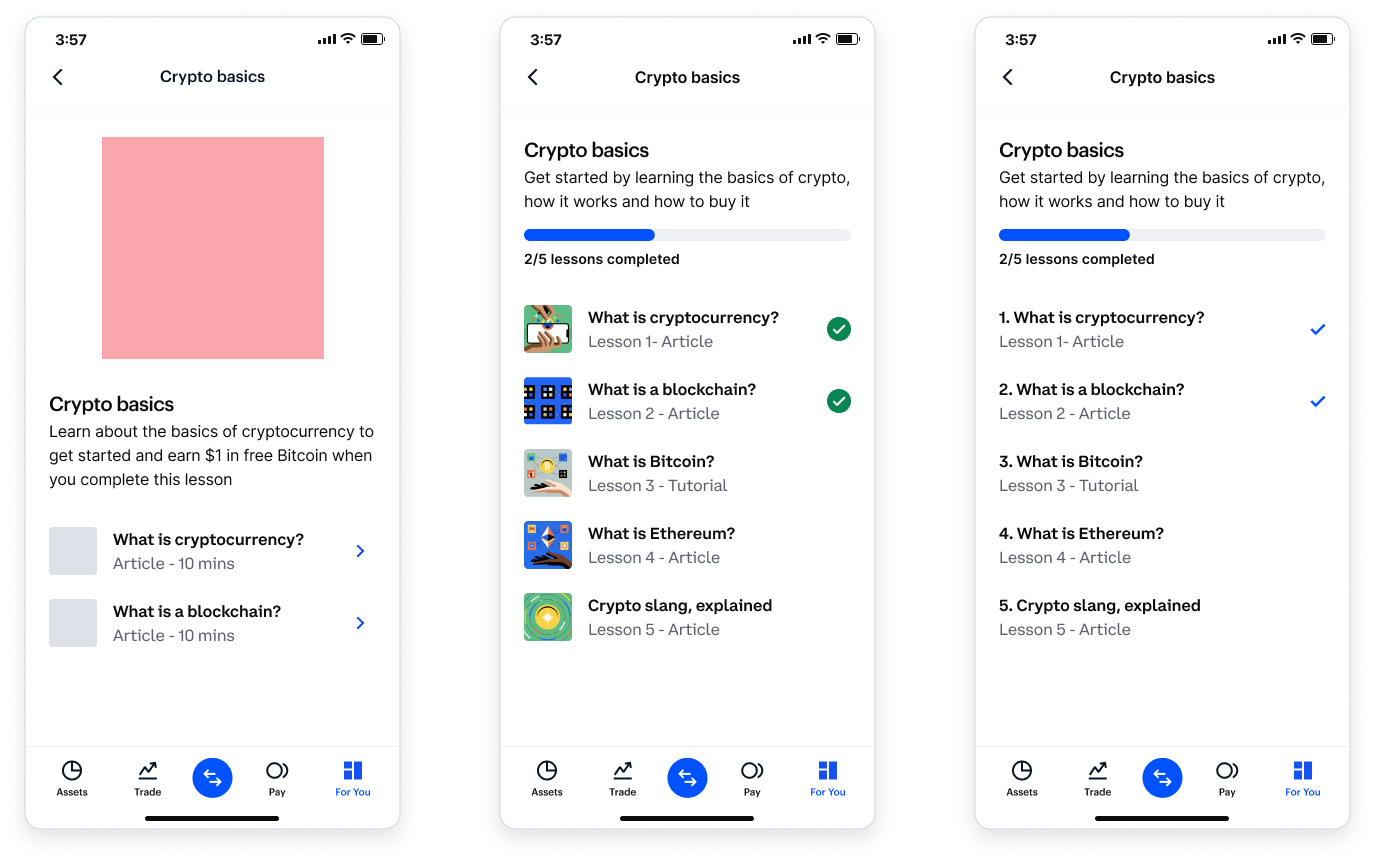 3:57
Crypto basics
Crypto basics
Learn about the basics of cryptocurrency to
get started and earn $1 in free Bitcoin when
you complete this lesson
What is cryptocurrency?
Article - 10 mins
What is a blockchain?
Article - 10 mins
Assets
Trade
Pay
For You
3:57
Crypto basics
Crypto basics
Get started by learning the basics of crypto,
how it works and how to buy it
2/5 lessons completed
What is cryptocurrency?
Lesson 1- Article
What is a blockchain?
Lesson 2 - Article
What is Bitcoin?
Lesson 3 - Tutorial
What is Ethereum?
Lesson 4 - Article
Crypto slang, explained
Lesson 5 - Article
Assets
Trade
Pay
For You
3:57
Crypto basics
Crypto basics
Get started by learning the basics of crypto,
how it works and how to buy it
2/5 lessons completed
1. What is cryptocurrency?
Lesson 1- Article
2. What is a blockchain?
Lesson 2 - Article
3. What is Bitcoin?
Lesson 3 - Tutorial
4. What is Ethereum?
Lesson 4 - Article
5. Crypto slang, explained
Lesson 5 - Article
Assets
Trade
Pay
For You